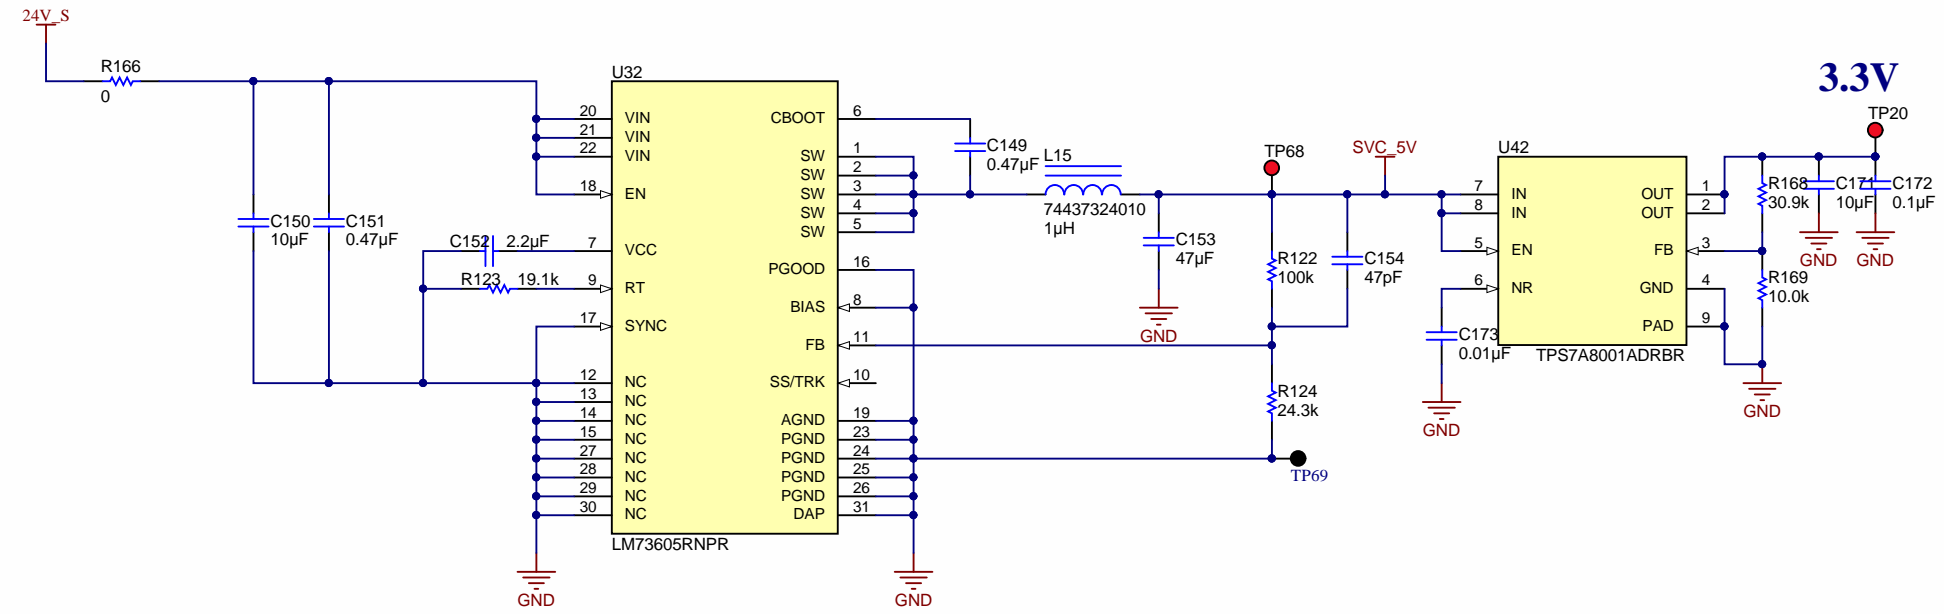 24V_S
R166
0
C150
10µF
C151
0.47µF
C152
2.2µF
R123
19.1k
U32
20
VIN
21
VIN
22
VIN
18
EN
7
VCC
9
RT
17
SYNC
12
NC
13
NC
14
NC
15
NC
27
NC
28
NC
29
NC
30
NC
CBOOT
6
SW
1
SW
2
SW
3
SW
4
SW
5
PGOOD
16
BIAS
8
FB
11
SS/TRK
10
AGND
19
PGND
23
PGND
24
PGND
25
PGND
26
DAP
31
LM73605RNPR
GND
GND
C149
0.47µF
L15
74437324010
1µH
C153
47µF
GND
TP68
R122
100k
C154
47pF
R124
24.3k
TP69
SVC_5V
U42
7
IN
8
IN
5
EN
6
NR
OUT
1
OUT
2
FB
3
GND
4
PAD
9
TPS7A8001ADRBR
C173
0.01µF
GND
3.3V
TP20
R168
30.9k
C171
10µF
GND
C172
0.1µF
GND
R169
10.0k
GND